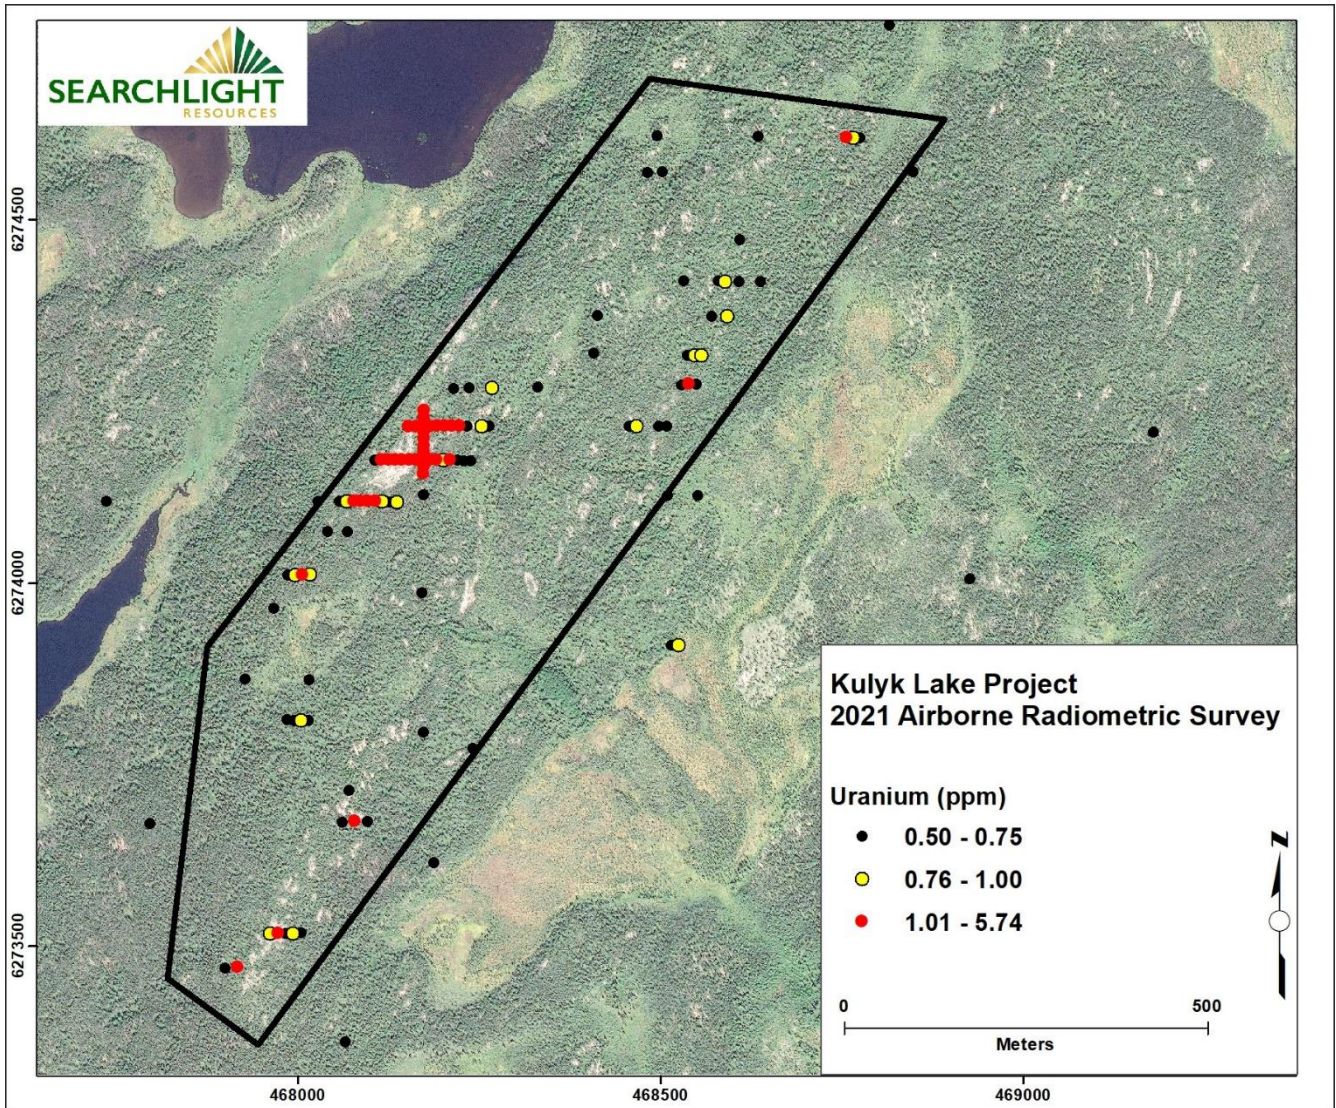 SEARCHLIGHT
RESOURCES
6274500
6274000
6273500
Kulyk Lake Project
2021 Airborne Radiometric Survey
Uranium (ppm)
0.50 - 0.75
0.76 - 1.00
1.01 - 5.74
N
0 500
Meters
468000 468500 469000